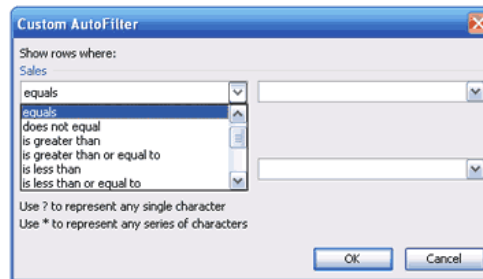 Custom AutoFilter
Show rows where:
Sales
equals
equals
does not equal
is greater than
is greater than or equal to
is less than
is less than or equal to
Use ? to represent any single character
Use * to represent any series of characters
OK Cancel